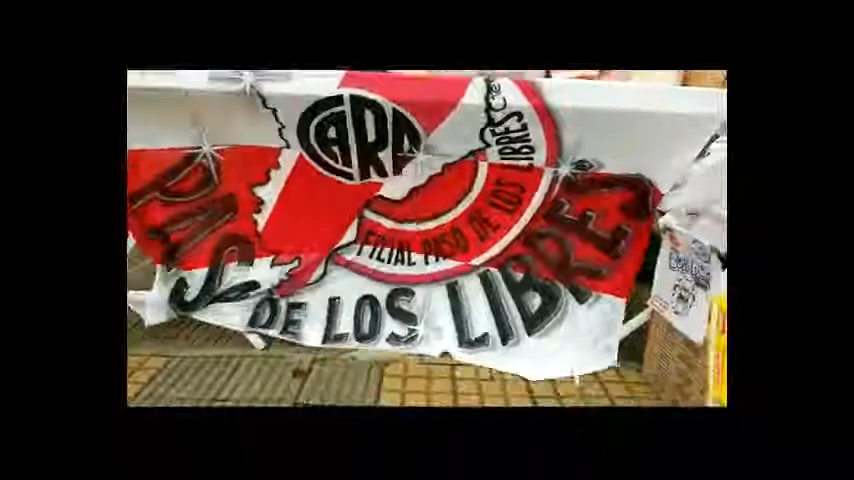 CARP
FILIAL PASO DE LOS LIBRES
PASO
DE LOS LIBRES